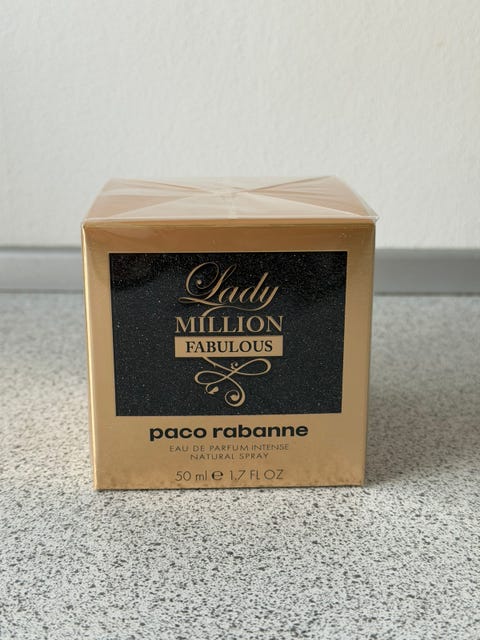 Lady
MILLION
FABULOUS
paco rabanne
EAU DE PARFUM INTENSE
NATURAL SPRAY
50 ml ℮ 1.7 FL OZ